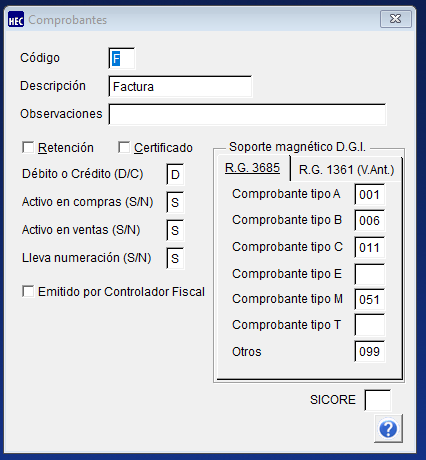 HEC Comprobantes
Código F
Descripción Factura
Observaciones
Retención Certificado
Débito o Crédito (D/C) D
Activo en compras (S/N) S
Activo en ventas (S/N) S
Lleva numeración (S/N) S
Emitido por Controlador Fiscal
Soporte magnético D.G.I.
R.G. 3685 R.G. 1361 (V.Ant.)
Comprobante tipo A 001
Comprobante tipo B 006
Comprobante tipo C 011
Comprobante tipo E
Comprobante tipo M 051
Comprobante tipo T
Otros 099
SICORE
?